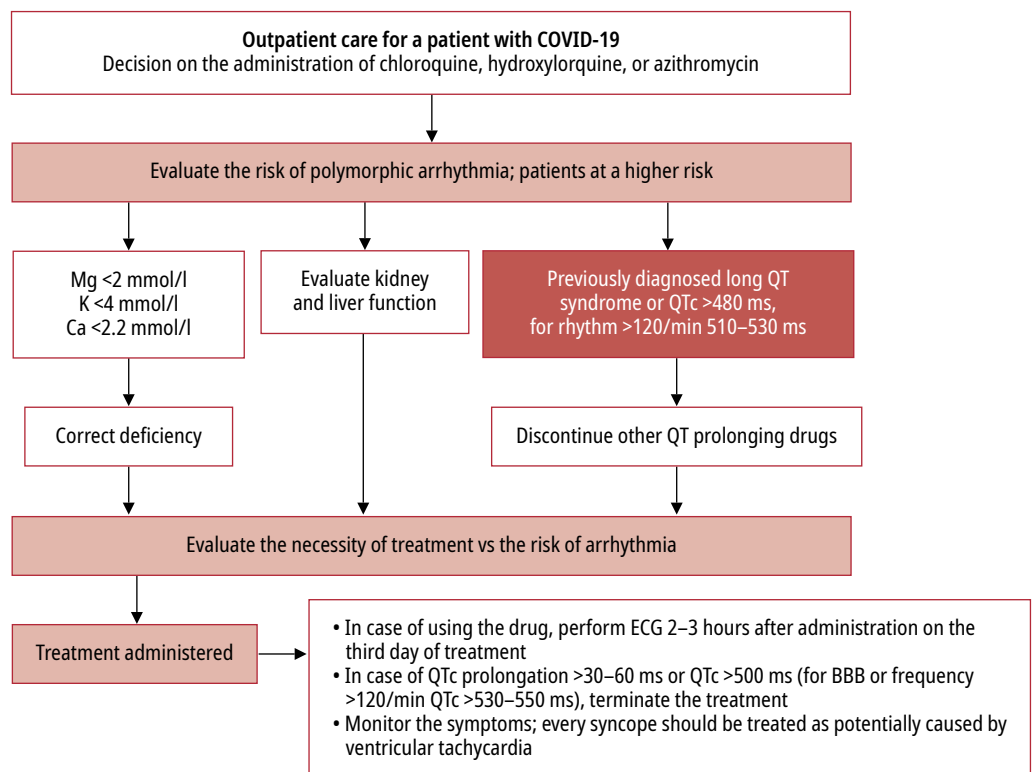 Outpatient care for a patient with COVID-19
Decision on the administration of chloroquine, hydroxylorquine, or azithromycin
Evaluate the risk of polymorphic arrhythmia; patients at a higher risk
Mg <2 mmol/l
K <4 mmol/l
Ca <2.2 mmol/l
Evaluate kidney
and liver function
Previously diagnosed long QT
syndrome or QTc >480 ms,
for rhythm >120/min 510–530 ms
Correct deficiency
Discontinue other QT prolonging drugs
Evaluate the necessity of treatment vs the risk of arrhythmia
Treatment administered
• In case of using the drug, perform ECG 2–3 hours after administration on the
third day of treatment
• In case of QTc prolongation >30–60 ms or QTc >500 ms (for BBB or frequency
>120/min QTc >530–550 ms), terminate the treatment
• Monitor the symptoms; every syncope should be treated as potentially caused by
ventricular tachycardia